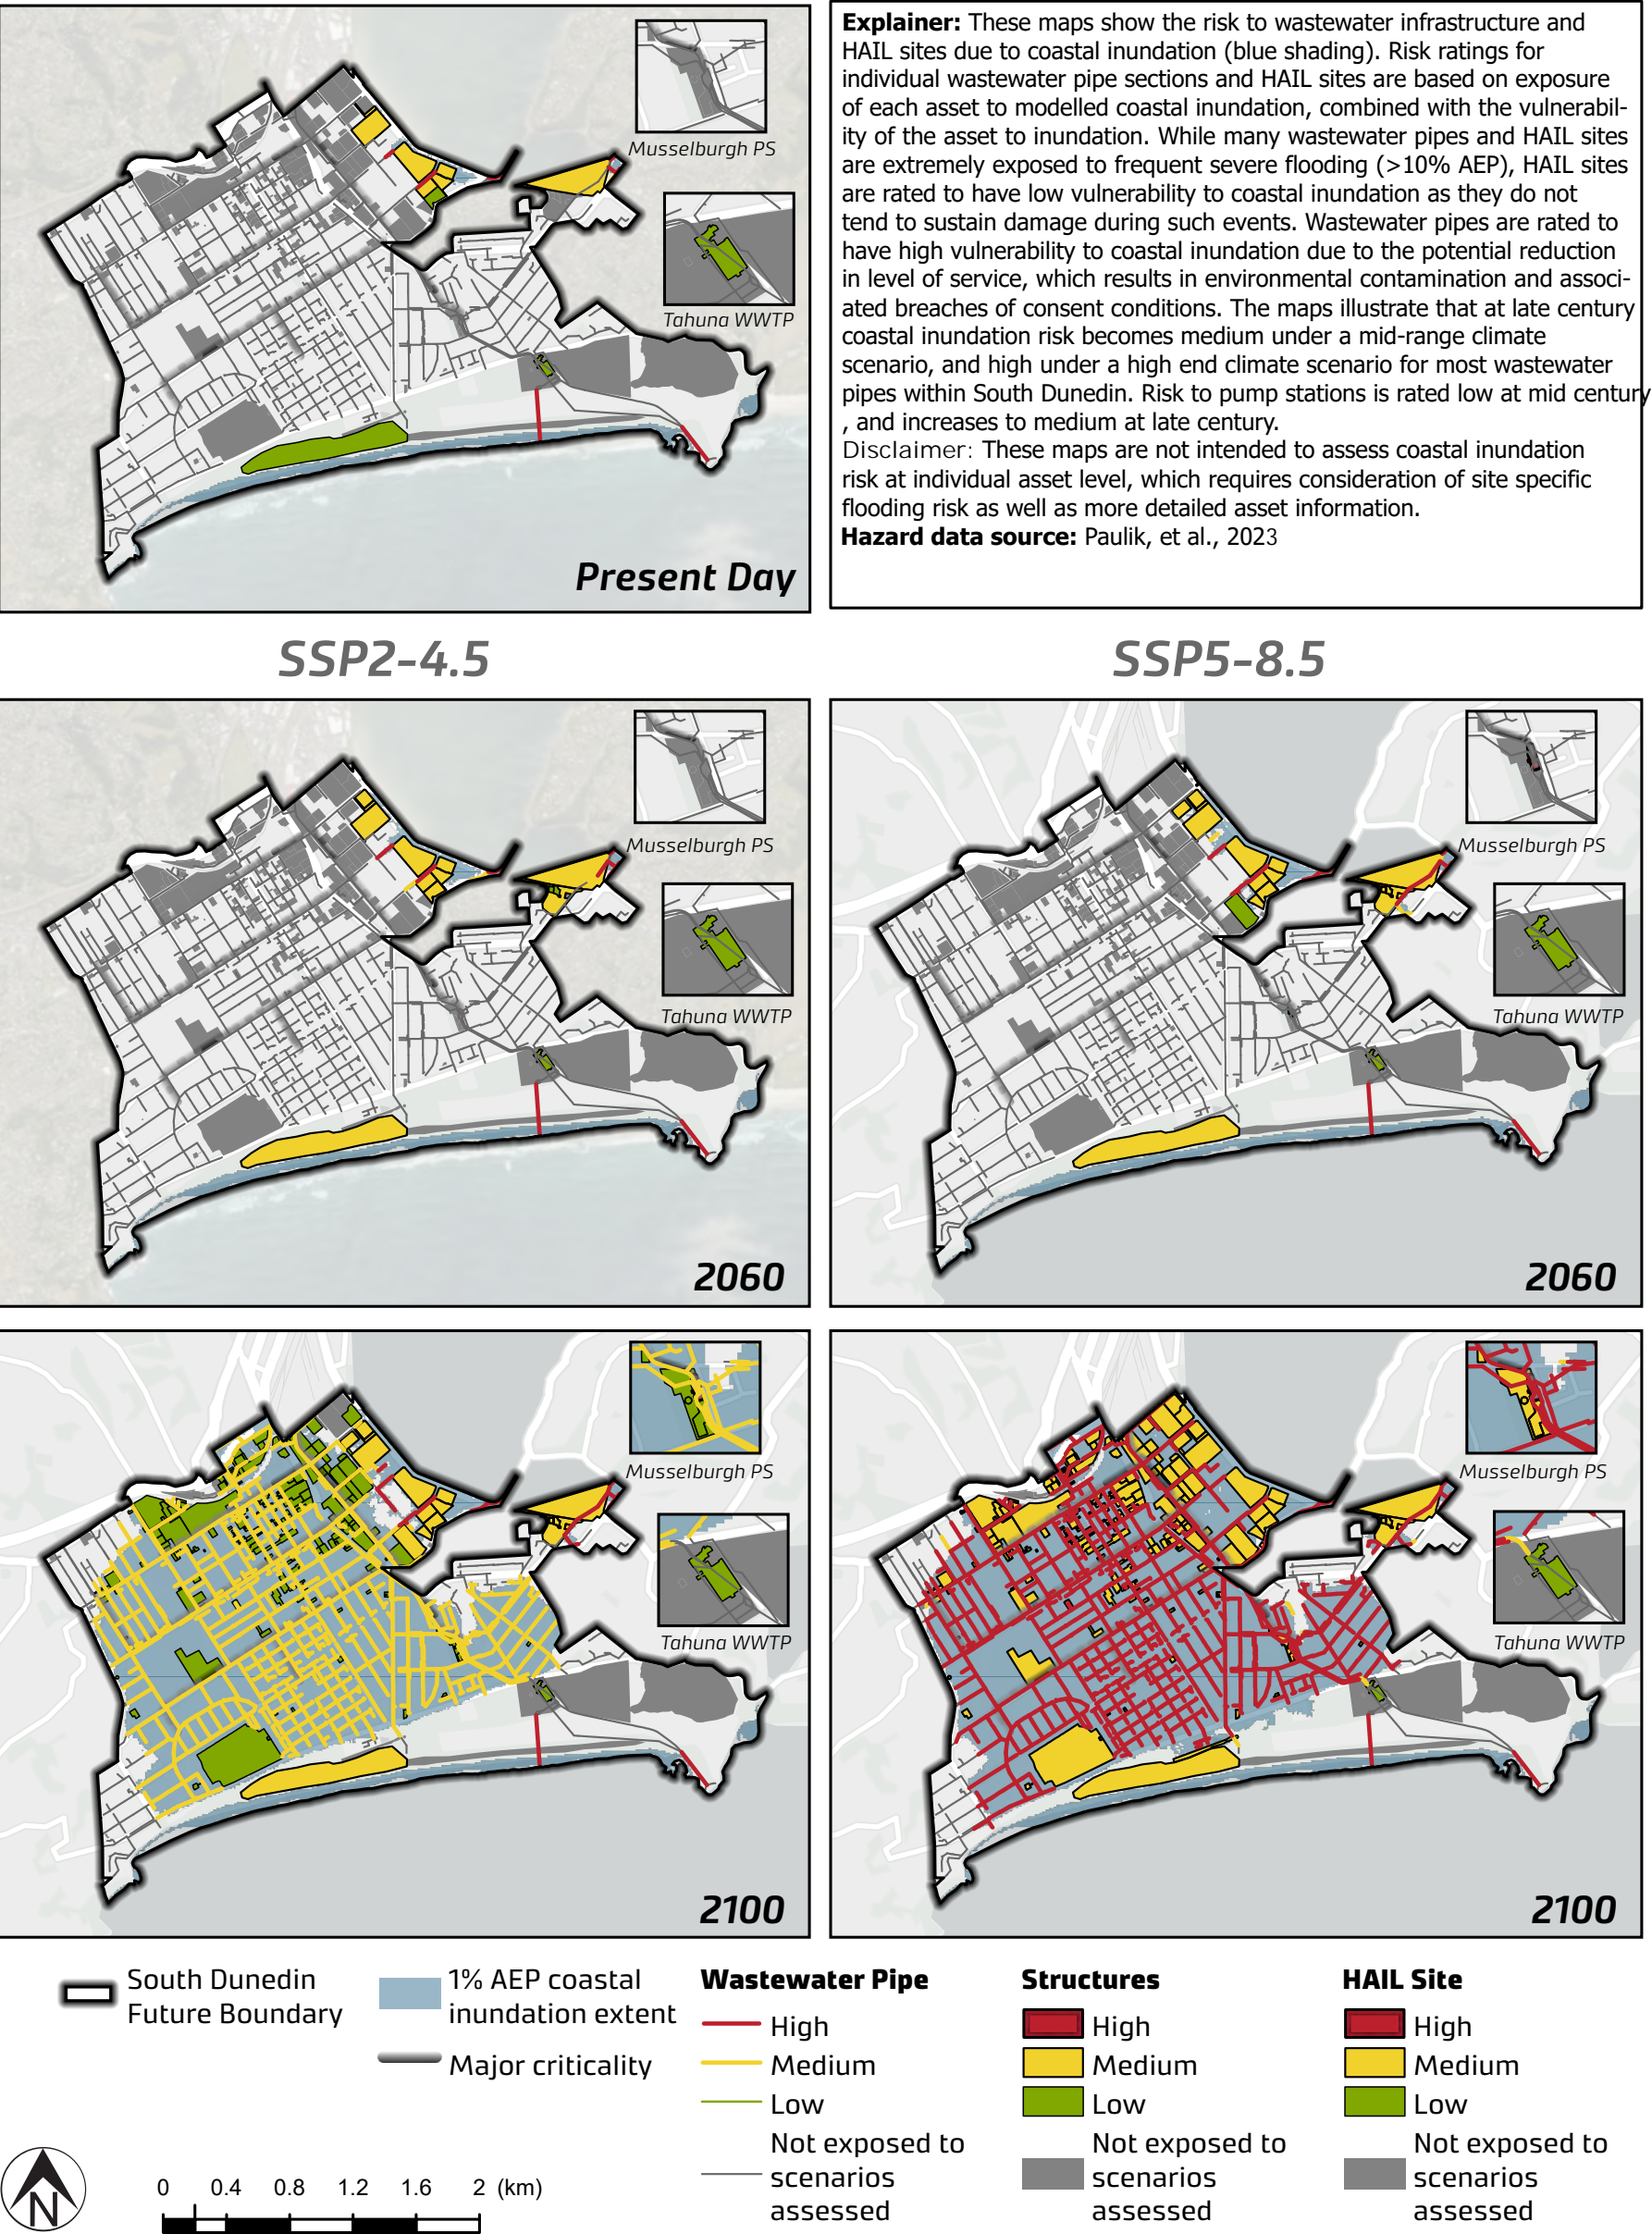 Musselburgh PS
Tahuna WWTP
Present Day
Explainer: These maps show the risk to wastewater infrastructure and
HAIL sites due to coastal inundation (blue shading). Risk ratings for
individual wastewater pipe sections and HAIL sites are based on exposure
of each asset to modelled coastal inundation, combined with the vulnerabil-
ity of the asset to inundation. While many wastewater pipes and HAIL sites
are extremely exposed to frequent severe flooding (>10% AEP), HAIL sites
are rated to have low vulnerability to coastal inundation as they do not
tend to sustain damage during such events. Wastewater pipes are rated to
have high vulnerability to coastal inundation due to the potential reduction
in level of service, which results in environmental contamination and associ-
ated breaches of consent conditions. The maps illustrate that at late century
coastal inundation risk becomes medium under a mid-range climate
scenario, and high under a high end climate scenario for most wastewater
pipes within South Dunedin. Risk to pump stations is rated low at mid century
, and increases to medium at late century.
Disclaimer: These maps are not intended to assess coastal inundation
risk at individual asset level, which requires consideration of site specific
flooding risk as well as more detailed asset information.
Hazard data source: Paulik, et al., 2023
SSP2-4.5
SSP5-8.5
Musselburgh PS
Tahuna WWTP
2060
Musselburgh PS
Tahuna WWTP
2060
Musselburgh PS
Tahuna WWTP
2100
Musselburgh PS
Tahuna WWTP
2100
South Dunedin
Future Boundary
1% AEP coastal
inundation extent
Major criticality
Wastewater Pipe
High
Medium
Low
Not exposed to
scenarios
assessed
Structures
High
Medium
Low
Not exposed to
scenarios
assessed
HAIL Site
High
Medium
Low
Not exposed to
scenarios
assessed
N
0 0.4 0.8 1.2 1.6 2 (km)